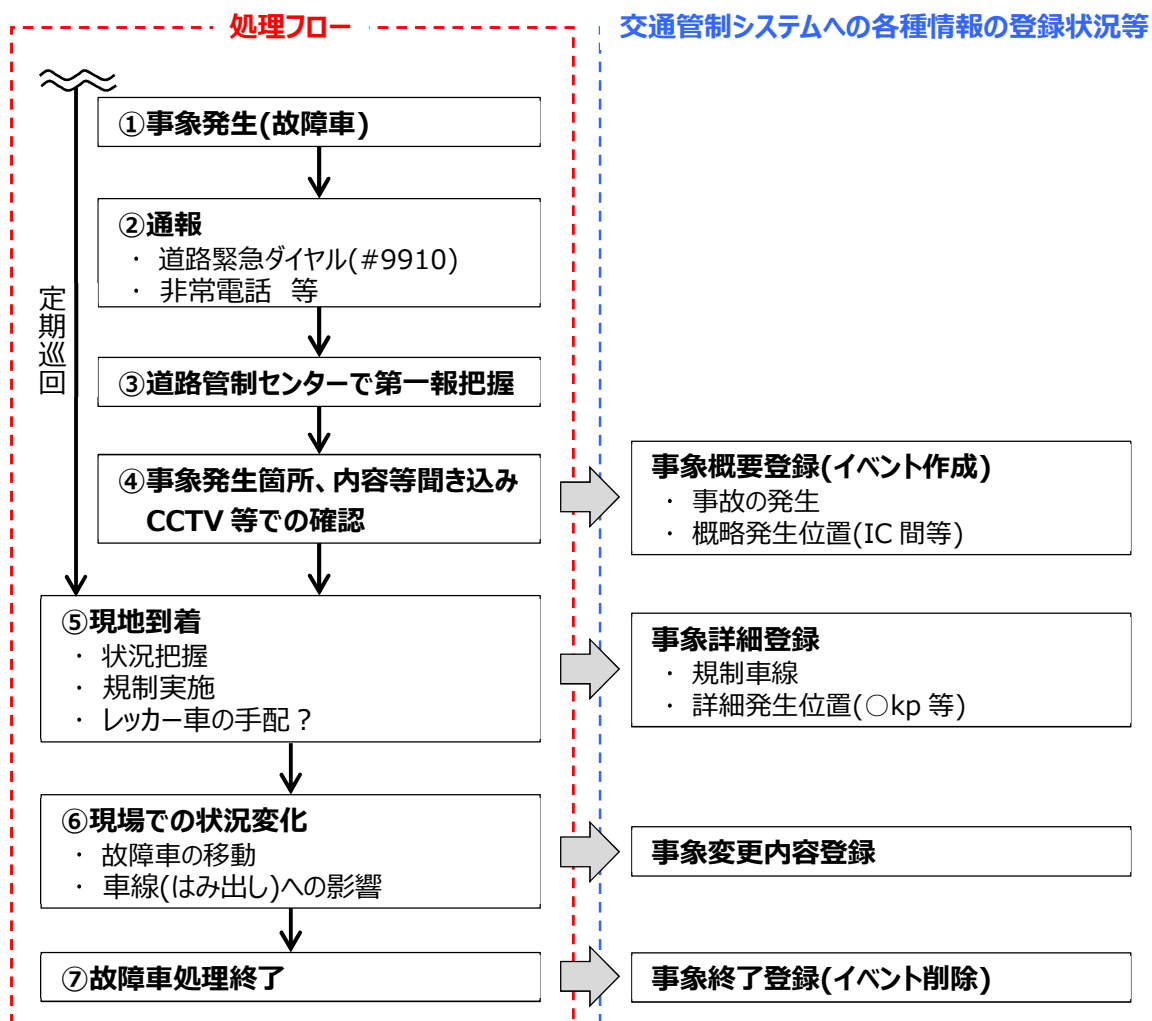 処理フロー
交通管制システムへの各種情報の登録状況等
①事象発生(故障車)
②通報
・ 道路緊急ダイヤル(#9910)
・ 非常電話 等
定期巡回
③道路管制センターで第一報把握
④事象発生箇所、内容等聞き込み
CCTV 等での確認
事象概要登録(イベント作成)
・ 事故の発生
・ 概略発生位置(IC 間等)
⑤現地到着
・ 状況把握
・ 規制実施
・ レッカー車の手配？
事象詳細登録
・ 規制車線
・ 詳細発生位置(○kp 等)
⑥現場での状況変化
・ 故障車の移動
・ 車線(はみ出し)への影響
事象変更内容登録
⑦故障車処理終了
事象終了登録(イベント削除)